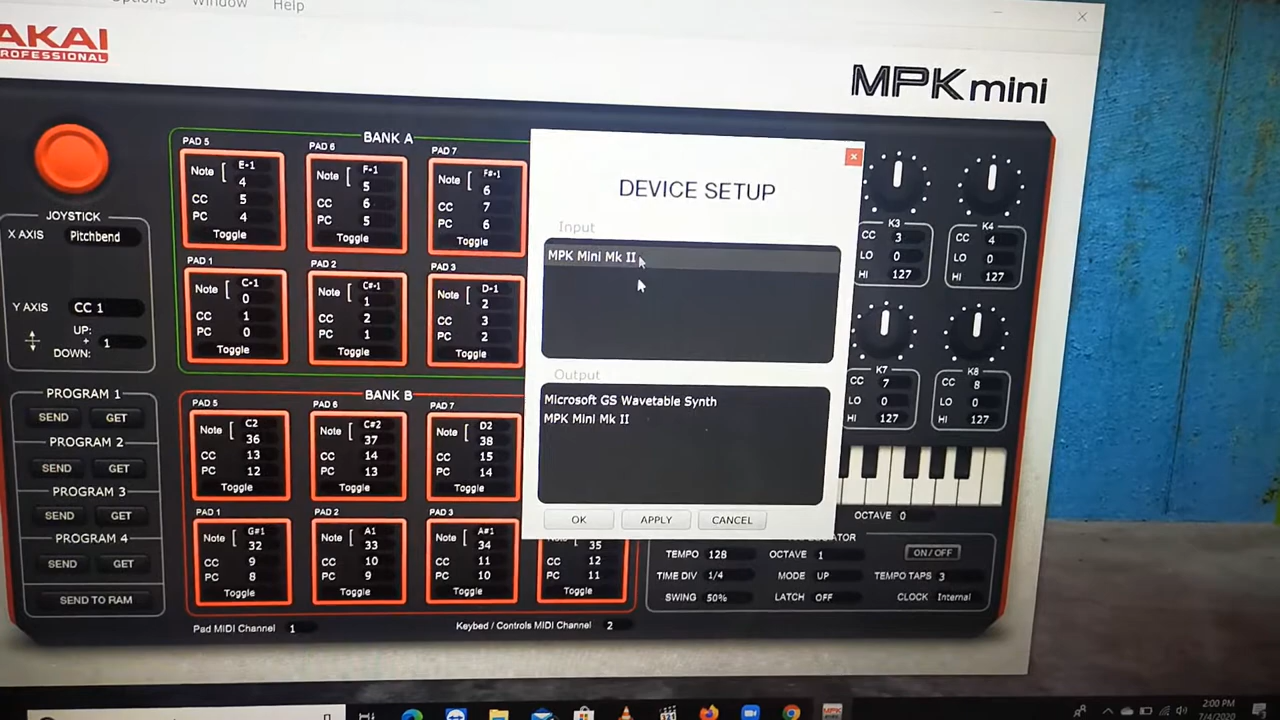 Options Window Help
AKAI
PROFESSIONAL
MPK mini
BANK A
PAD 5
Note [ E-1
4
CC 5
PC 4
Toggle
PAD 6
Note [ F-1
5
CC 6
PC 5
Toggle
PAD 7
Note [ F#-1
6
CC 7
PC 6
Toggle
PAD 1
Note [ C-1
0
CC 1
PC 0
Toggle
PAD 2
Note [ C#-1
1
CC 2
PC 1
Toggle
PAD 3
Note [ D-1
2
CC 3
PC 2
Toggle
JOYSTICK
X AXIS Pitchbend
Y AXIS CC 1
UP:
+ 1
DOWN:
PROGRAM 1
SEND GET
PROGRAM 2
SEND GET
PROGRAM 3
SEND GET
PROGRAM 4
SEND GET
SEND TO RAM
BANK B
PAD 5
Note [ C2
36
CC 13
PC 12
Toggle
PAD 6
Note [ C#2
37
CC 14
PC 13
Toggle
PAD 7
Note [ D2
38
CC 15
PC 14
Toggle
PAD 1
Note [ G#1
32
CC 9
PC 8
Toggle
PAD 2
Note [ A1
33
CC 10
PC 9
Toggle
PAD 3
Note [ A#1
34
CC 11
PC 10
Toggle
35
CC 12
PC 11
Toggle
Pad MIDI Channel 1
Keybed / Controls MIDI Channel 2
DEVICE SETUP
Input
MPK Mini Mk II
Output
Microsoft GS Wavetable Synth
MPK Mini Mk II
OK APPLY CANCEL
K3
CC 3
LO 0
HI 127
K4
CC 4
LO 0
HI 127
K7
CC 7
LO 0
HI 127
K8
CC 8
LO 0
HI 127
OCTAVE 0
TEMPO 128 OCTAVE 1 ON/OFF
TIME DIV 1/4 MODE UP TEMPO TAPS 3
SWING 50% LATCH OFF CLOCK Internal
2:00 PM
7/4/2020